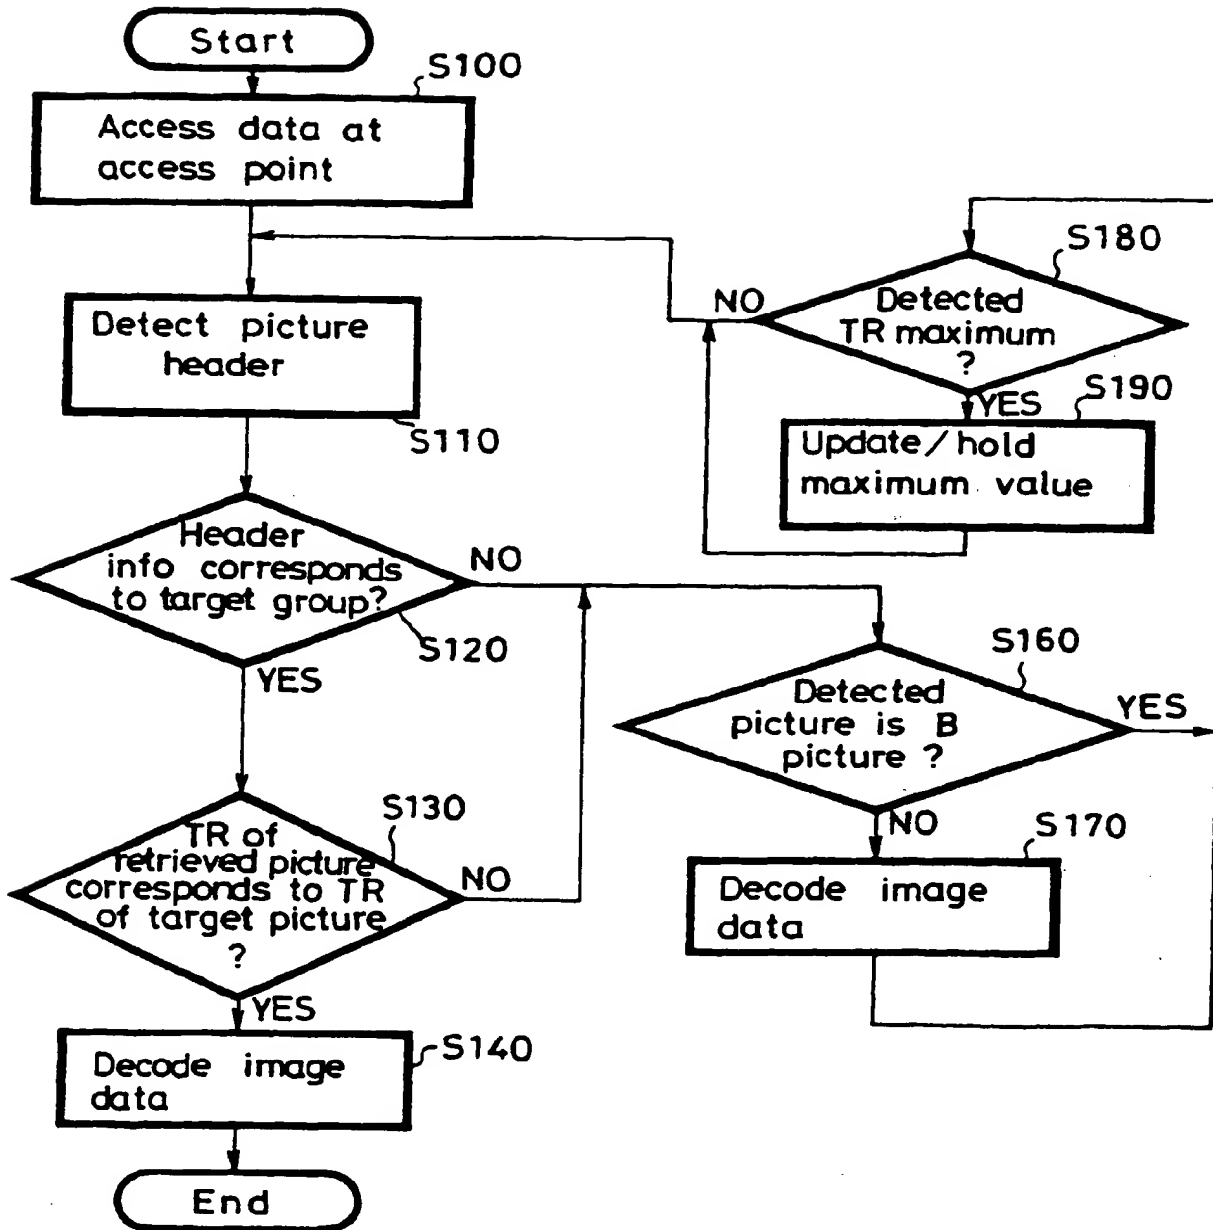 Start
S100
Access data at
access point
Detect picture
header
S110
Header
info corresponds
to target group?
NO
S120
YES
TR of
retrieved picture
corresponds to TR
of target picture
?
S130
NO
YES
Decode image
data
S140
End
S180
NO
Detected
TR maximum
?
YES
S190
Update/hold
maximum value
S160
Detected
picture is B
picture ?
YES
NO
S170
Decode image
data